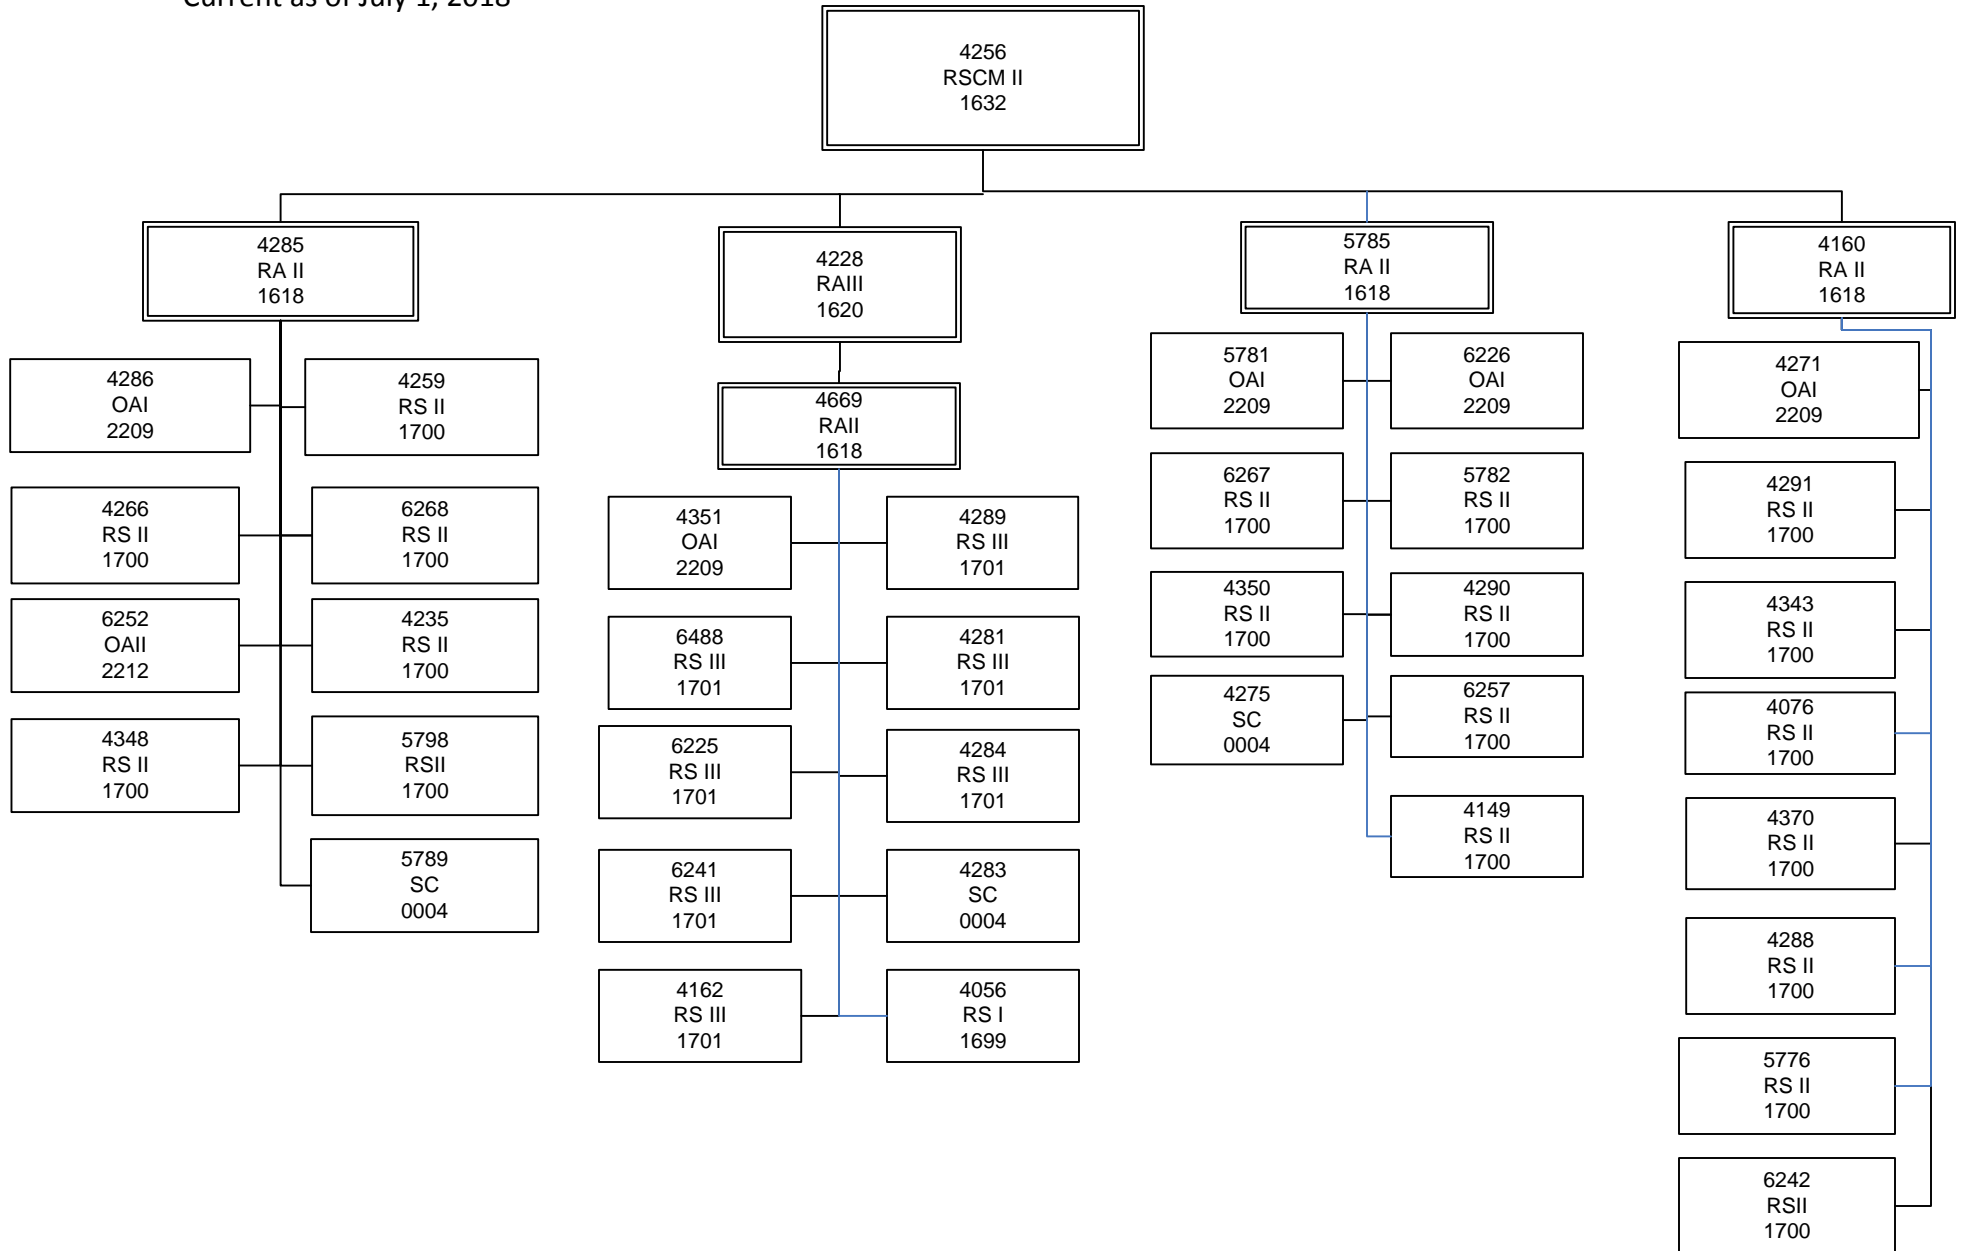 Current as of July 1, 2018
4256
RSCM II
1632
4285
RA II
1618
4228
RAIII
1620
5785
RA II
1618
4160
RA II
1618
4669
RAII
1618
4286
OAI
2209
4259
RS II
1700
4266
RS II
1700
6268
RS II
1700
6252
OAII
2212
4235
RS II
1700
4348
RS II
1700
5798
RSII
1700
5789
SC
0004
4351
OAI
2209
4289
RS III
1701
6488
RS III
1701
4281
RS III
1701
6225
RS III
1701
4284
RS III
1701
6241
RS III
1701
4283
SC
0004
4162
RS III
1701
4056
RS I
1699
5781
OAI
2209
6226
OAI
2209
6267
RS II
1700
5782
RS II
1700
4350
RS II
1700
4290
RS II
1700
4275
SC
0004
6257
RS II
1700
4149
RS II
1700
4271
OAI
2209
4291
RS II
1700
4343
RS II
1700
4076
RS II
1700
4370
RS II
1700
4288
RS II
1700
5776
RS II
1700
6242
RSII
1700